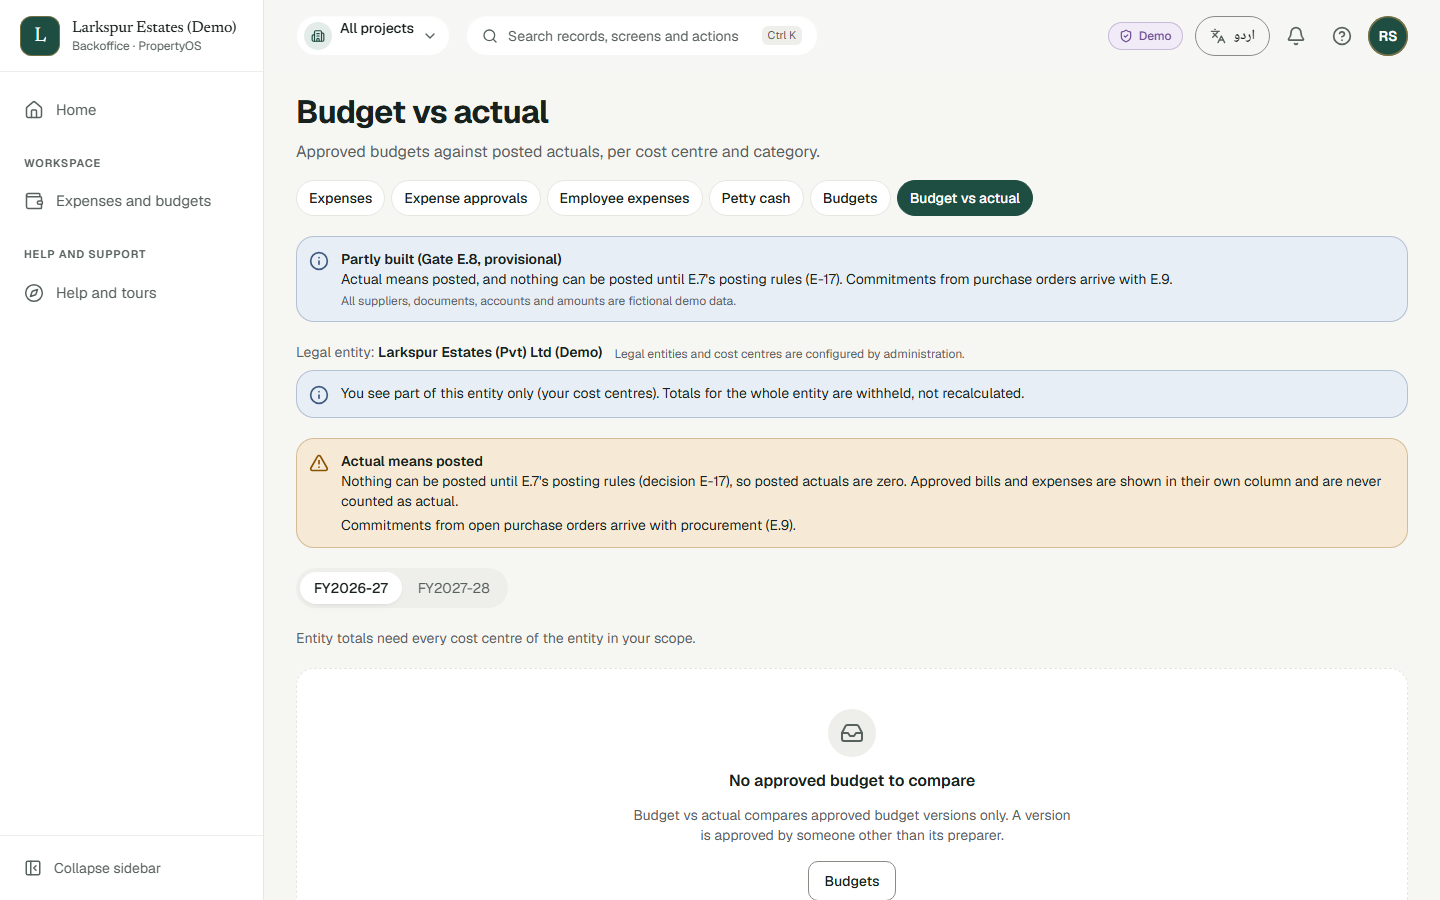 L
Larkspur Estates (Demo)
Backoffice · PropertyOS
Home
WORKSPACE
Expenses and budgets
HELP AND SUPPORT
Help and tours
Collapse sidebar
All projects
Search records, screens and actions
Ctrl K
Demo
اردو
RS
Budget vs actual
Approved budgets against posted actuals, per cost centre and category.
Expenses
Expense approvals
Employee expenses
Petty cash
Budgets
Budget vs actual
Partly built (Gate E.8, provisional)
Actual means posted, and nothing can be posted until E.7's posting rules (E-17). Commitments from purchase orders arrive with E.9.
All suppliers, documents, accounts and amounts are fictional demo data.
Legal entity: Larkspur Estates (Pvt) Ltd (Demo) Legal entities and cost centres are configured by administration.
You see part of this entity only (your cost centres). Totals for the whole entity are withheld, not recalculated.
Actual means posted
Nothing can be posted until E.7's posting rules (decision E-17), so posted actuals are zero. Approved bills and expenses are shown in their own column and are never
counted as actual.
Commitments from open purchase orders arrive with procurement (E.9).
FY2026-27
FY2027-28
Entity totals need every cost centre of the entity in your scope.
No approved budget to compare
Budget vs actual compares approved budget versions only. A version
is approved by someone other than its preparer.
Budgets